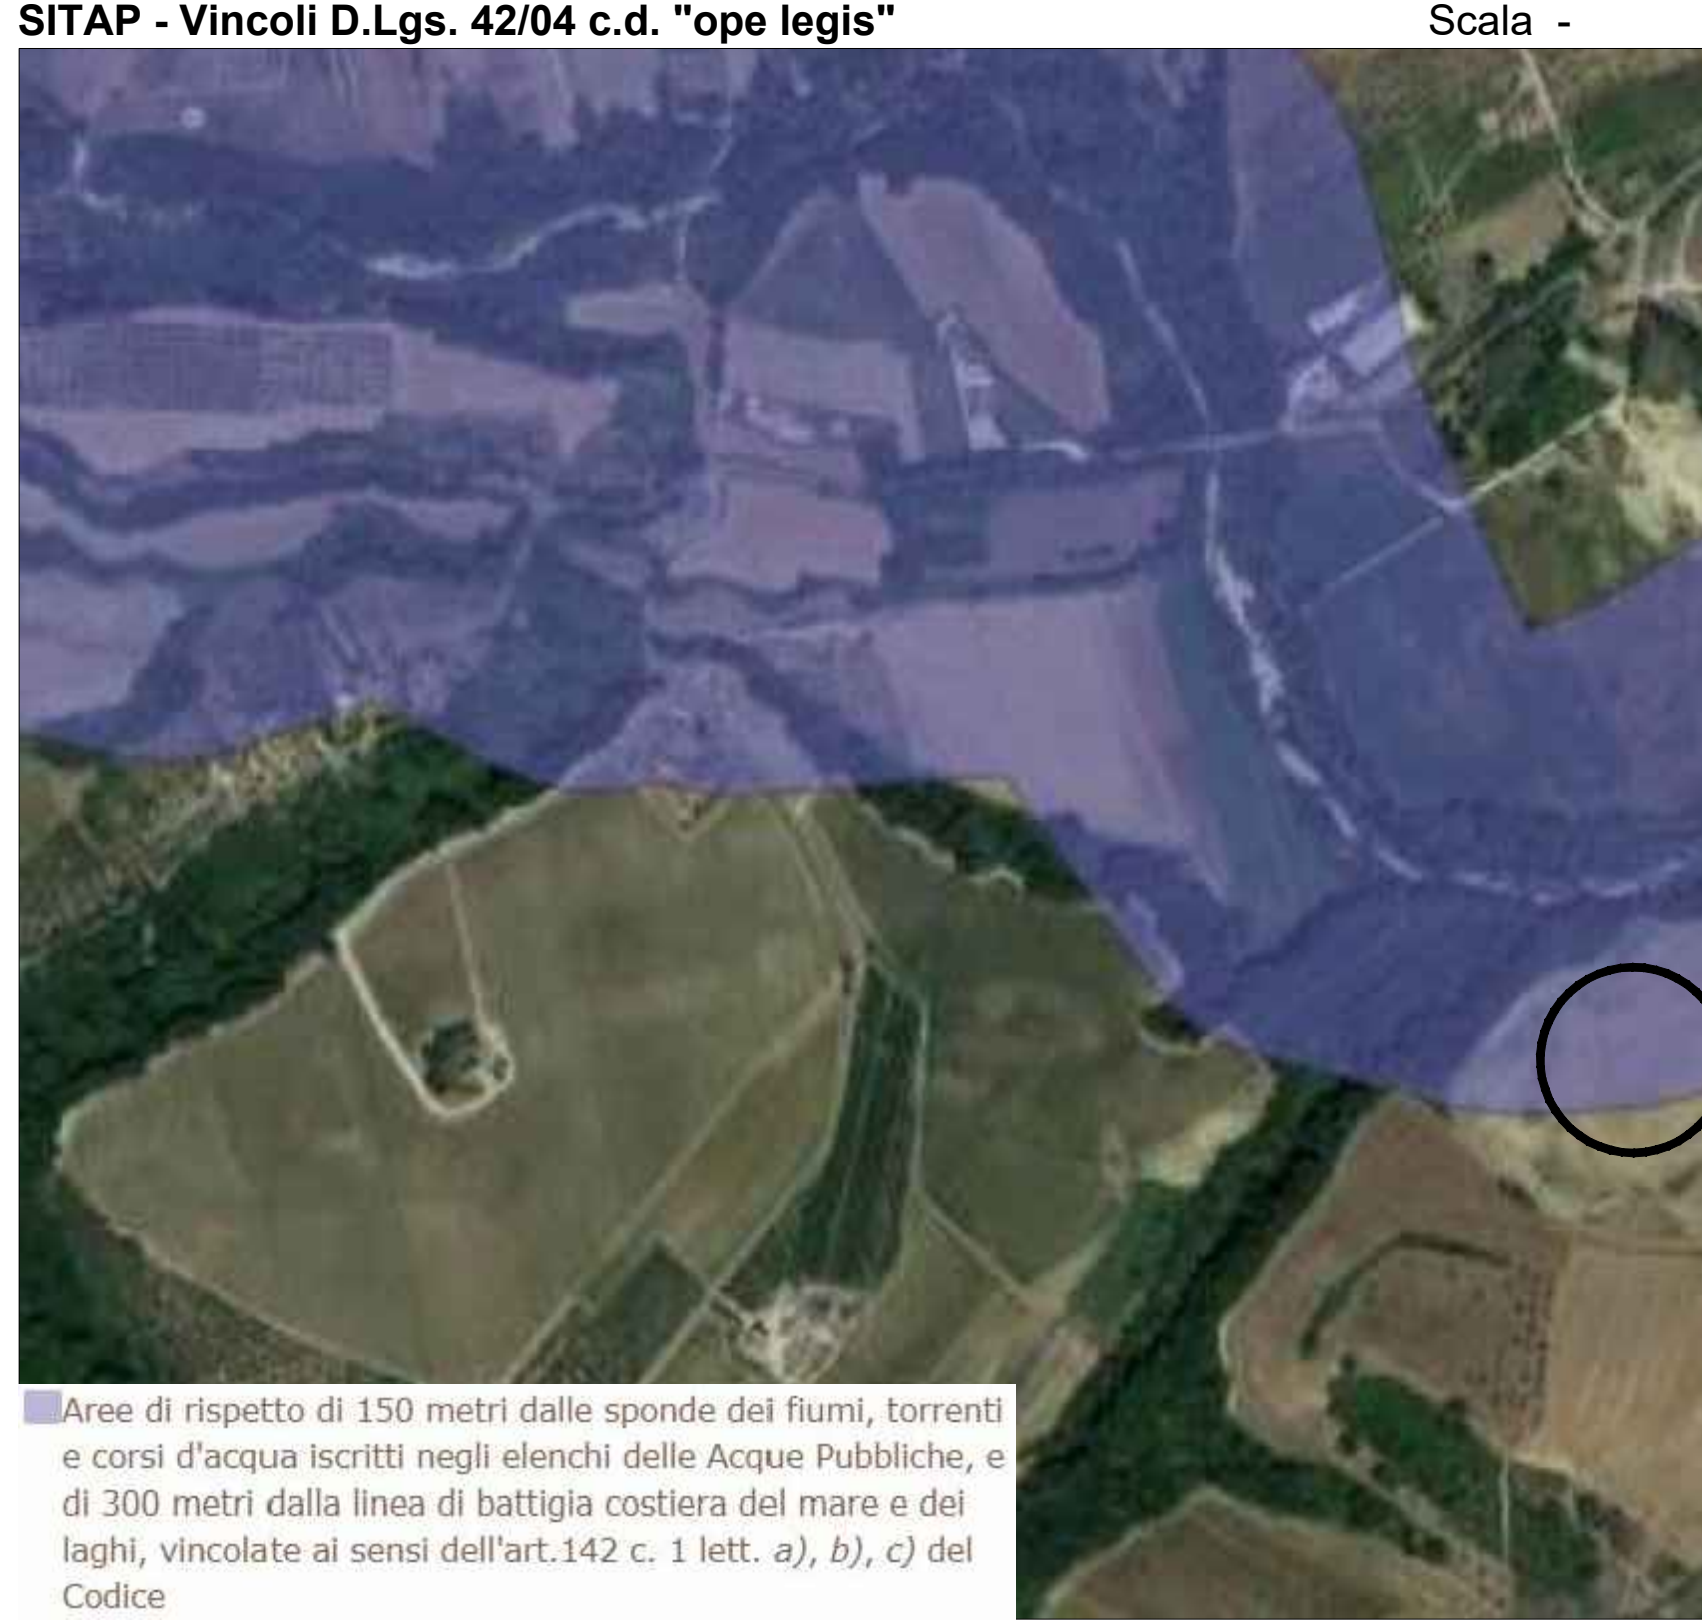 SITAP - Vincoli D.Lgs. 42/04 c.d. "ope legis" Scala -
Aree di rispetto di 150 metri dalle sponde dei fiumi, torrenti
e corsi d'acqua iscritti negli elenchi delle Acque Pubbliche, e
di 300 metri dalla linea di battigia costiera del mare e dei
laghi, vincolate ai sensi dell'art.142 c. 1 lett. a), b), c) del
Codice